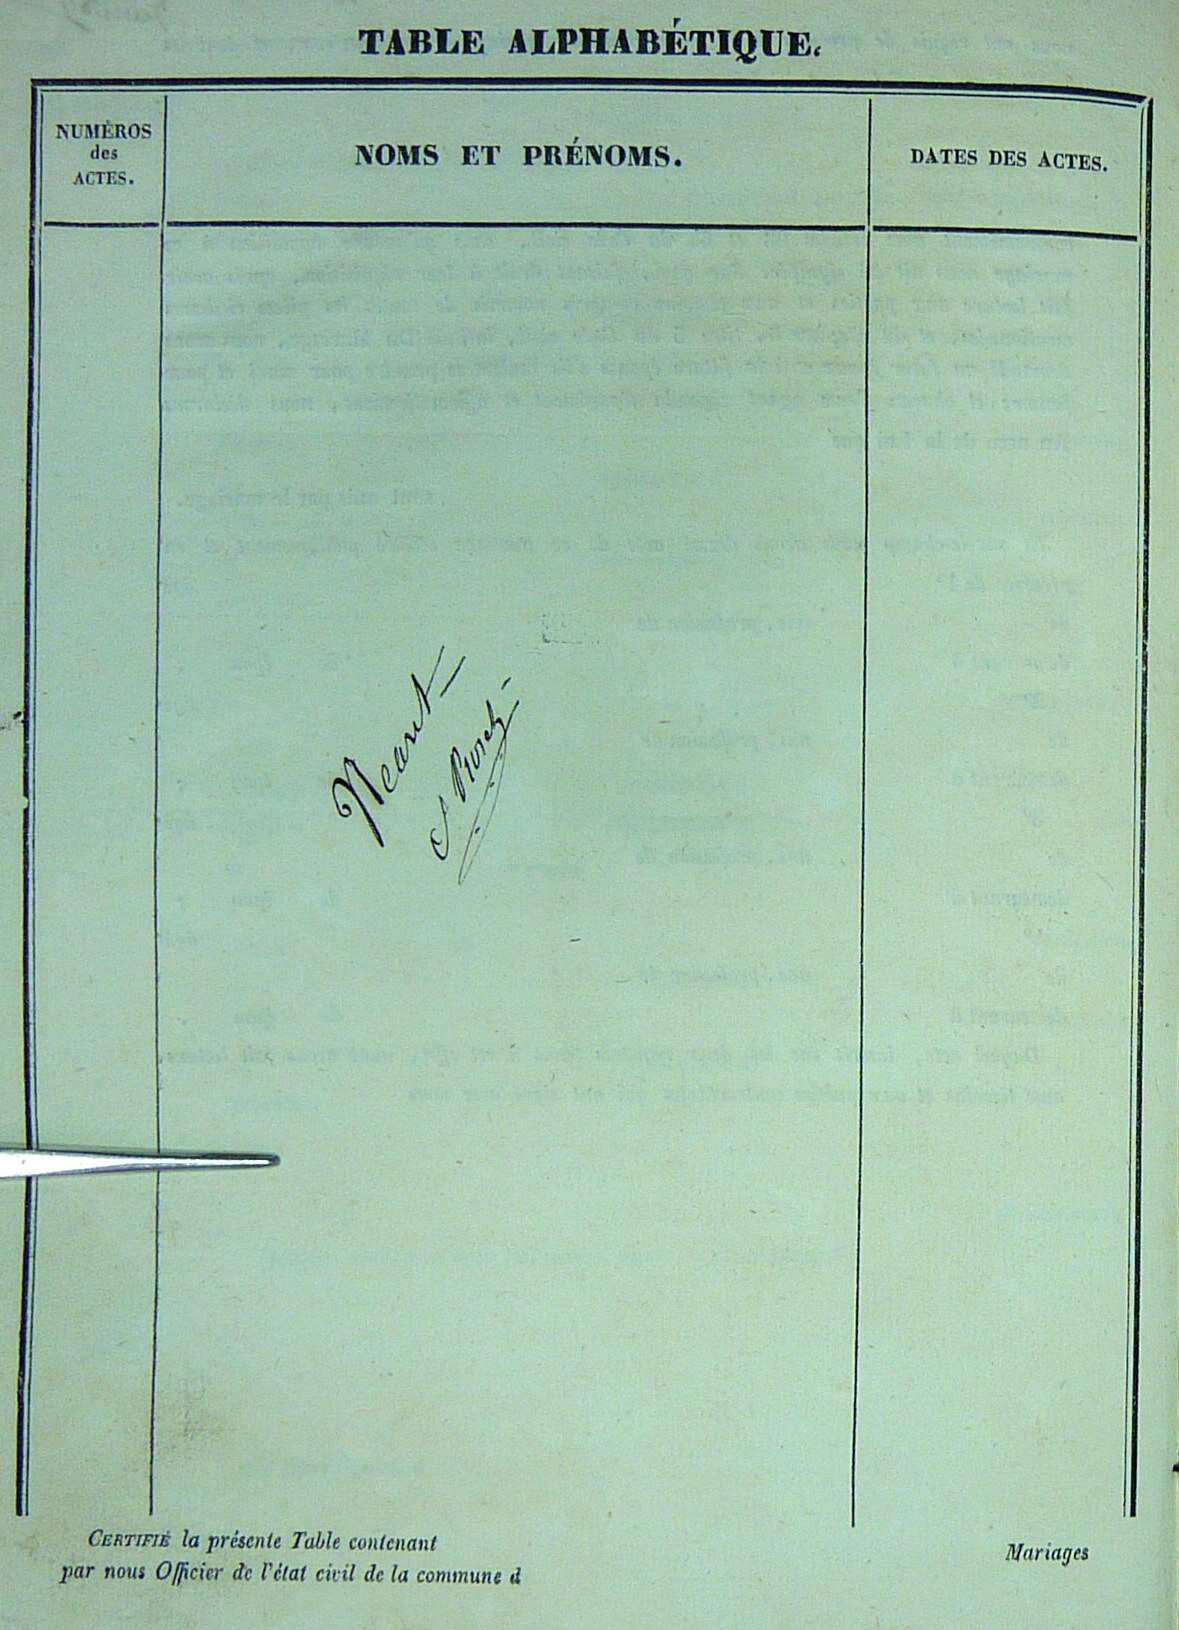 TABLE ALPHABÉTIQUE.
NUMÉROS
des
ACTES.
NOMS ET PRÉNOMS.
DATES DES ACTES.
Neant
CERTIFIÉ la présente Table contenant
Mariages
par nous Officier de l'état civil de la commune d